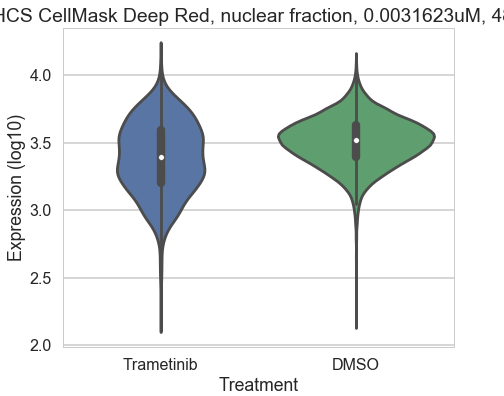 HCS CellMask Deep Red, nuclear fraction, 0.0031623uM, 48
Expression (log10)
4.0
3.5
3.0
2.5
2.0
Trametinib DMSO
Treatment